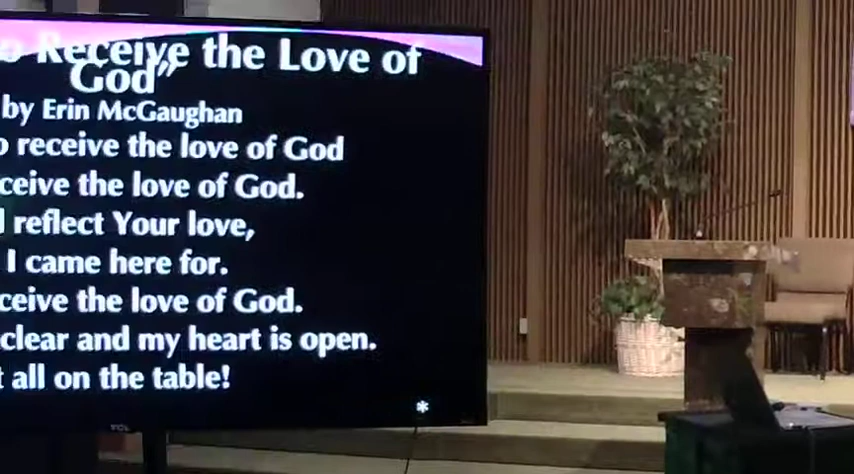 Receive the Love of
God”
by Erin McGaughan
receive the love of God
ceive the love of God.
reflect Your love,
I came here for.
ceive the love of God.
clear and my heart is open.
all on the table!
*
TCL